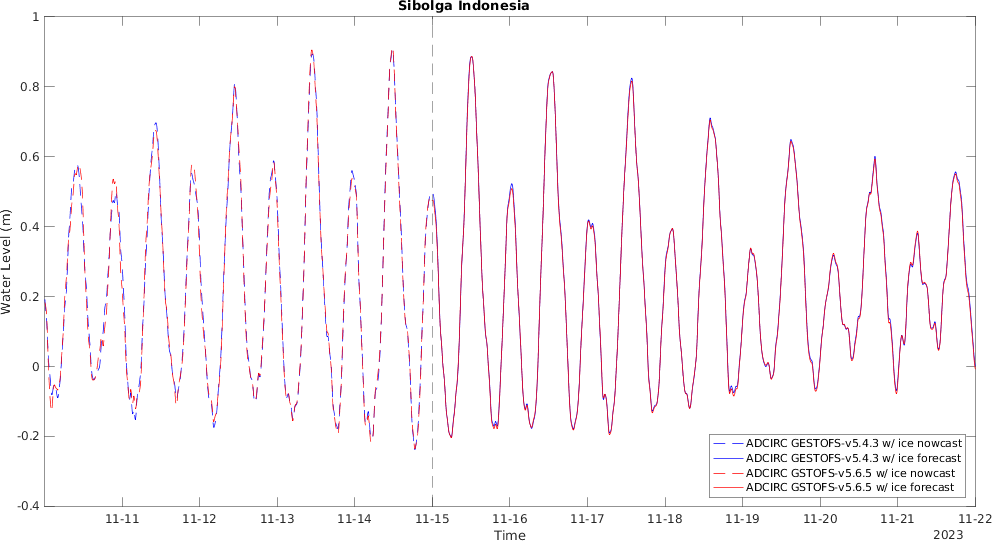 Sibolga Indonesia
Water Level (m)
1
0.8
0.6
0.4
0.2
0
-0.2
-0.4
ADCIRC GESTOFS-v5.4.3 w/ ice nowcast
ADCIRC GESTOFS-v5.4.3 w/ ice forecast
ADCIRC GSTOFS-v5.6.5 w/ ice nowcast
ADCIRC GSTOFS-v5.6.5 w/ ice forecast
11-11 11-12 11-13 11-14 11-15 11-16 11-17 11-18 11-19 11-20 11-21 11-22
Time
2023